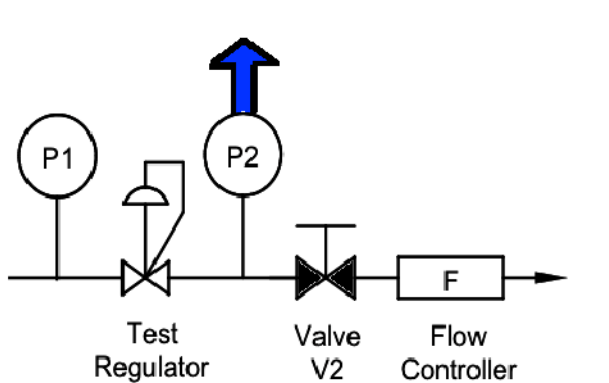 P1
P2
F
Test
Regulator
Valve
V2
Flow
Controller